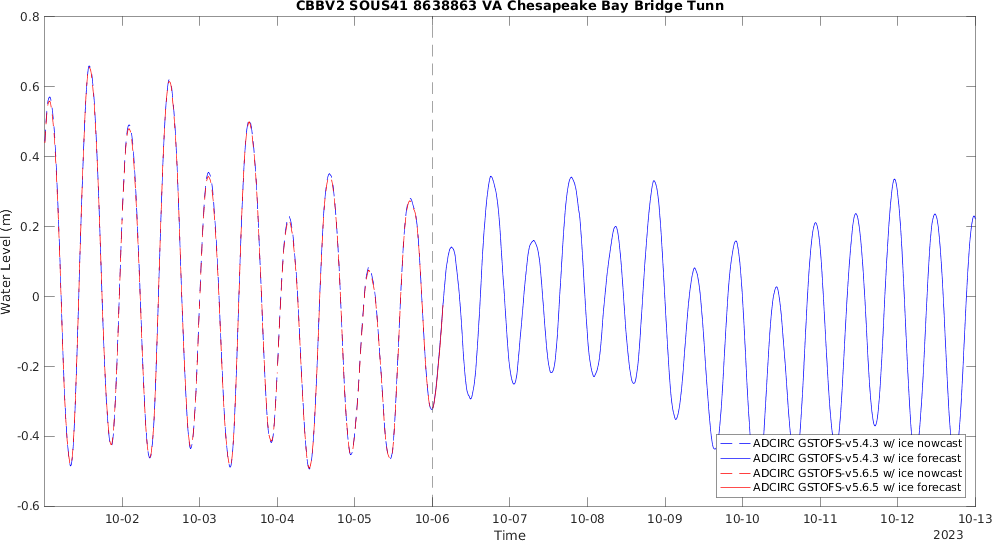 CBBV2 SOUS41 8638863 VA Chesapeake Bay Bridge Tunn
0.8
0.6
0.4
0.2
0
-0.2
-0.4
-0.6
Water Level (m)
ADCIRC GSTOFS-v5.4.3 w/ ice nowcast
ADCIRC GSTOFS-v5.4.3 w/ ice forecast
ADCIRC GSTOFS-v5.6.5 w/ ice nowcast
ADCIRC GSTOFS-v5.6.5 w/ ice forecast
10-02 10-03 10-04 10-05 10-06 10-07 10-08 10-09 10-10 10-11 10-12 10-13
Time
2023